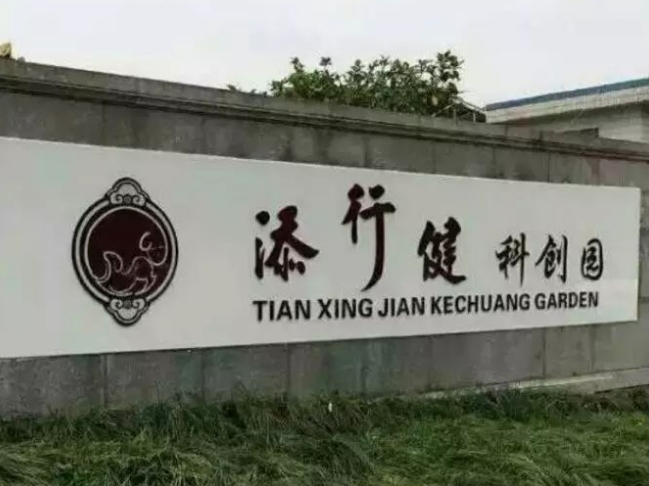 添行健科创园
TIAN XING JIAN KECHUANG GARDEN